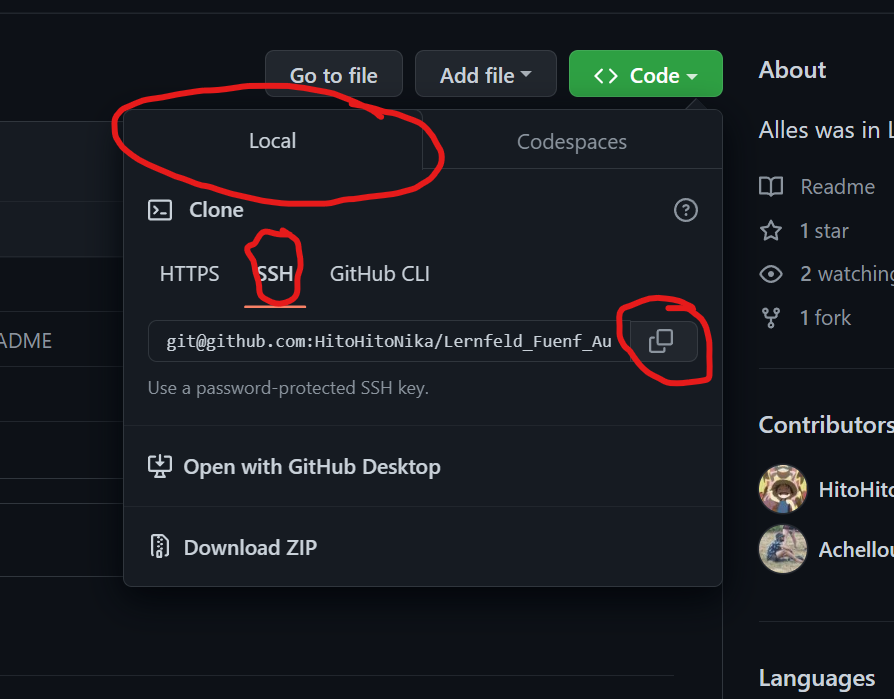 Go to file
Add file
Code
Local
Codespaces
Clone
HTTPS
SSH
GitHub CLI
git@github.com:HitoHitoNika/Lernfeld_Fuenf_Au
Use a password-protected SSH key.
Open with GitHub Desktop
Download ZIP
ADME
About
Alles was in L
Readme
1 star
2 watching
1 fork
Contributors
HitoHito
Achellou
Languages